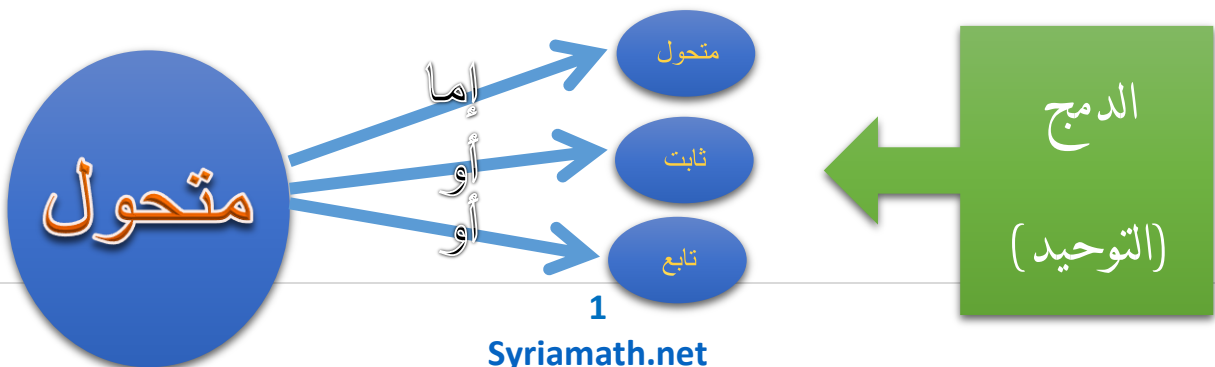 الدمج
(التوحيد)
متحول
ثابت
تابع
إما
أو
أو
متحول
1
Syriamath.net